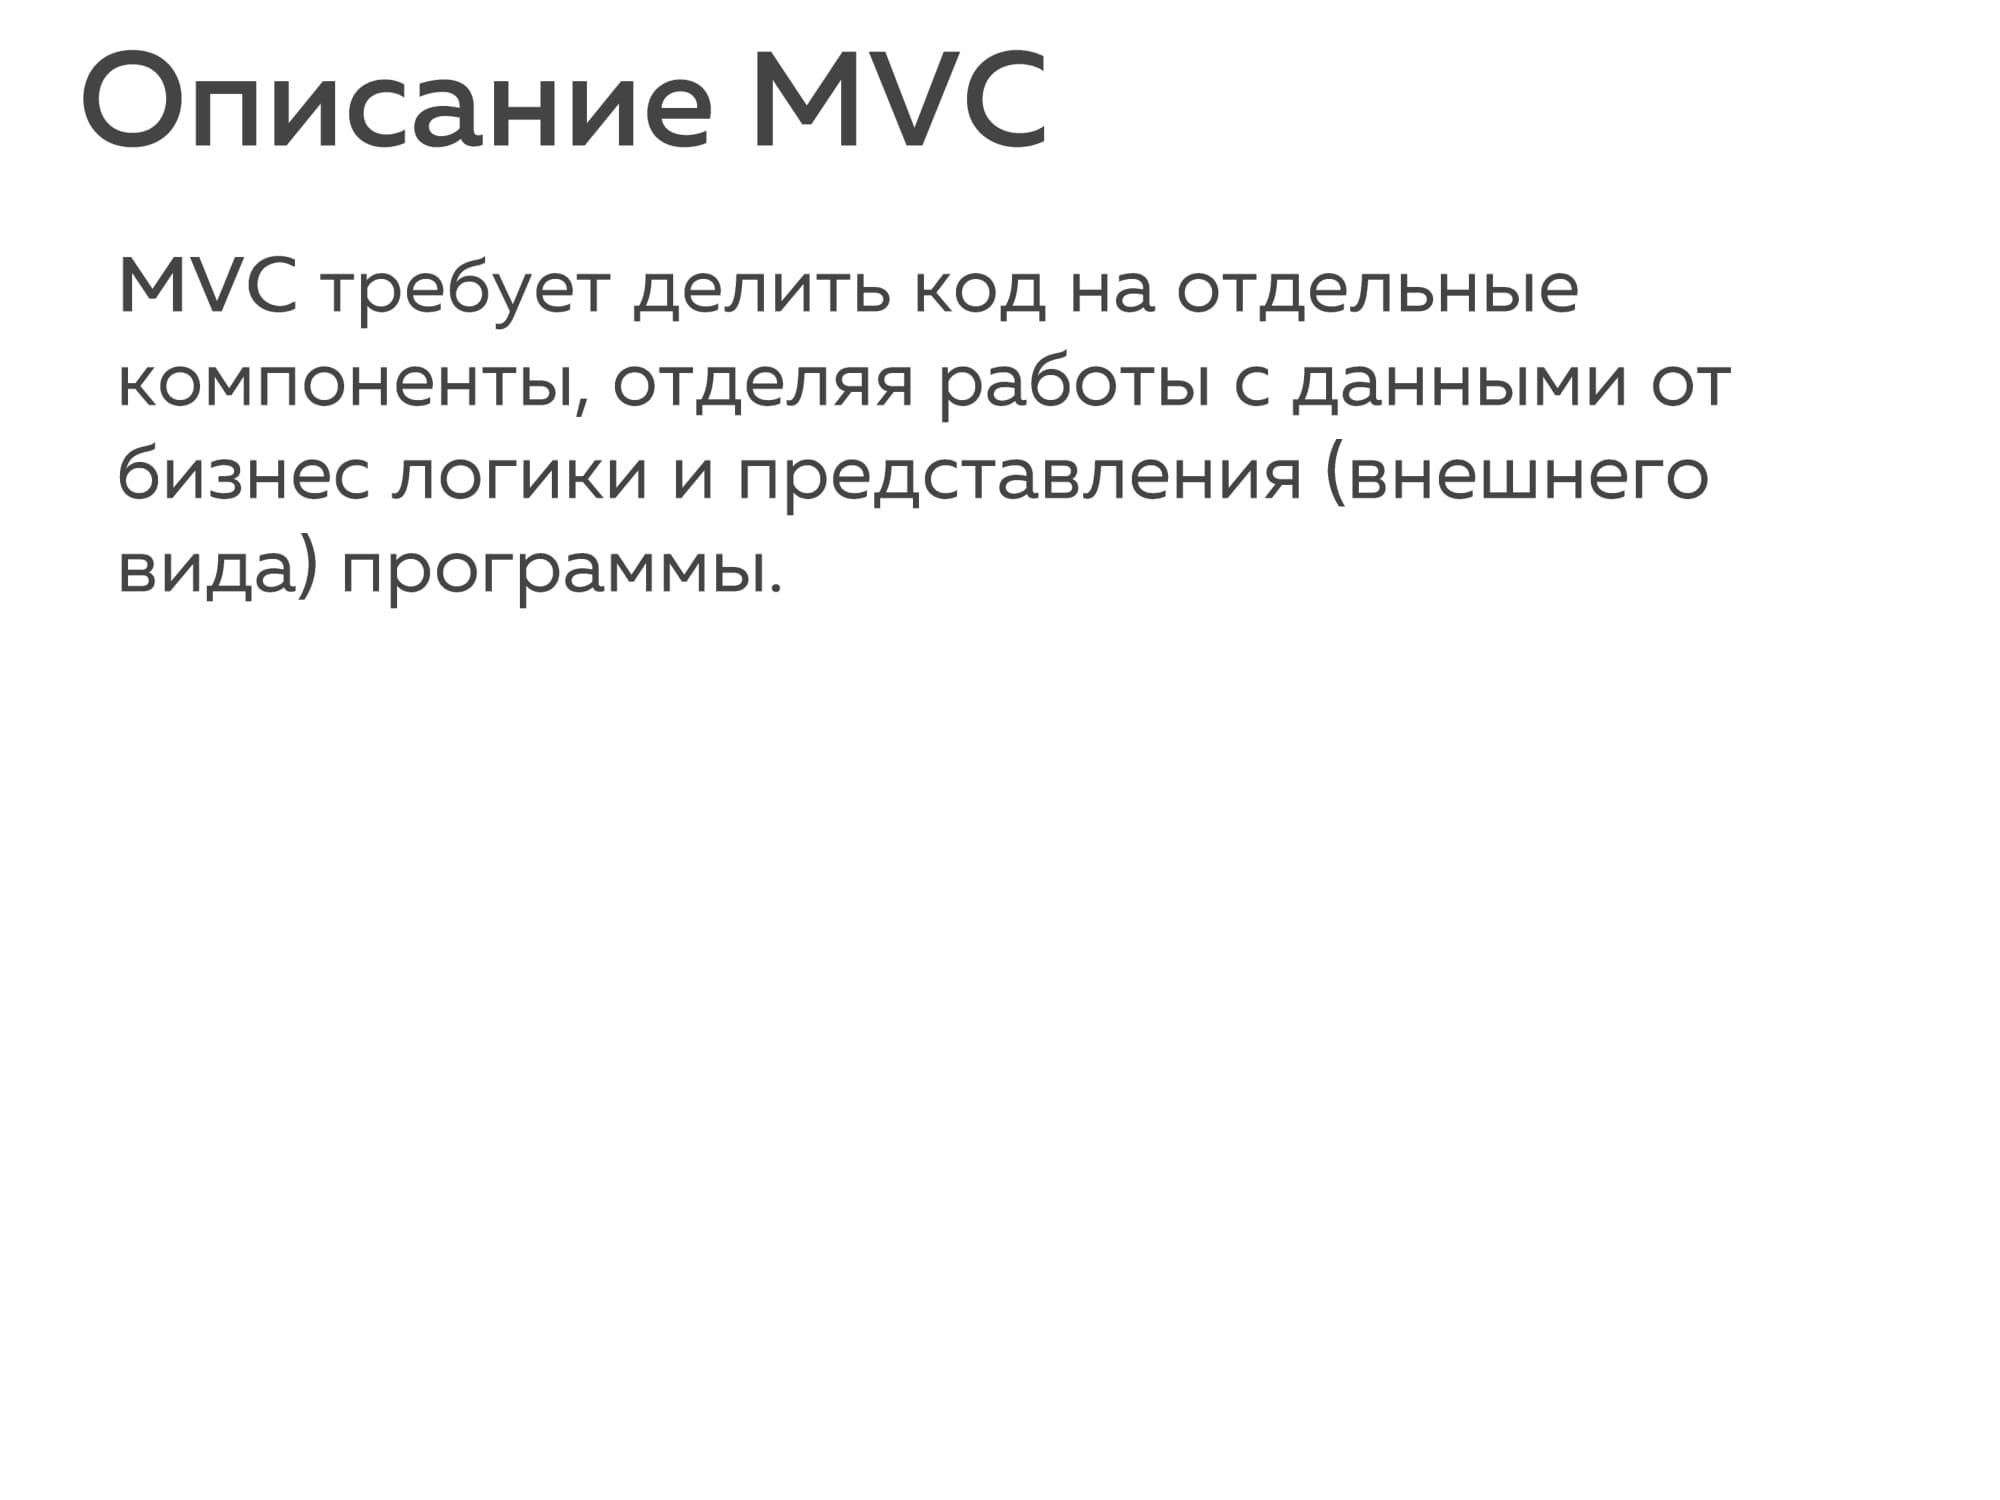 Описание MVC
MVC требует делить код на отдельные
компоненты, отделяя работы с данными от
бизнес логики и представления (внешнего
вида) программы.